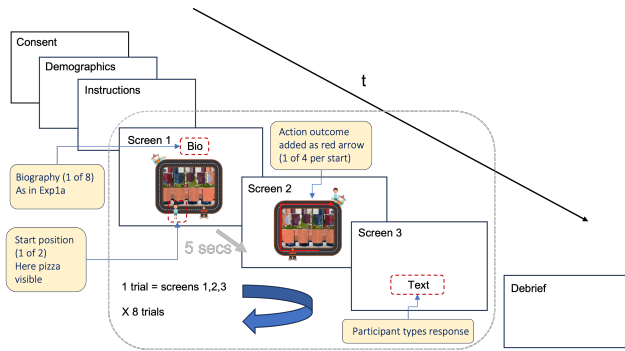 Consent
Demographics
Instructions
t
Screen 1
Bio
Action outcome
added as red arrow
(1 of 4 per start)
Biography (1 of 8)
As in Exp1a
Screen 2
Start position
(1 of 2)
Here pizza
visible
5 secs
Screen 3
1 trial = screens 1,2,3
X 8 trials
Text
Participant types response
Debrief